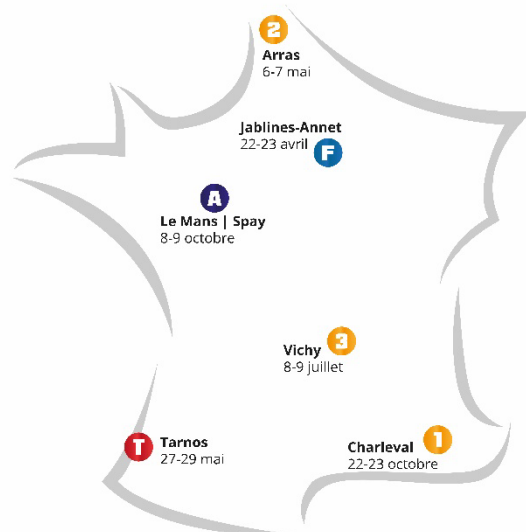 2
Arras
6-7 mai
Jablines-Annet
22-23 avril
F
A
Le Mans | Spay
8-9 octobre
3
Vichy
8-9 juillet
T
Tarnos
27-29 mai
1
Charleval
22-23 octobre